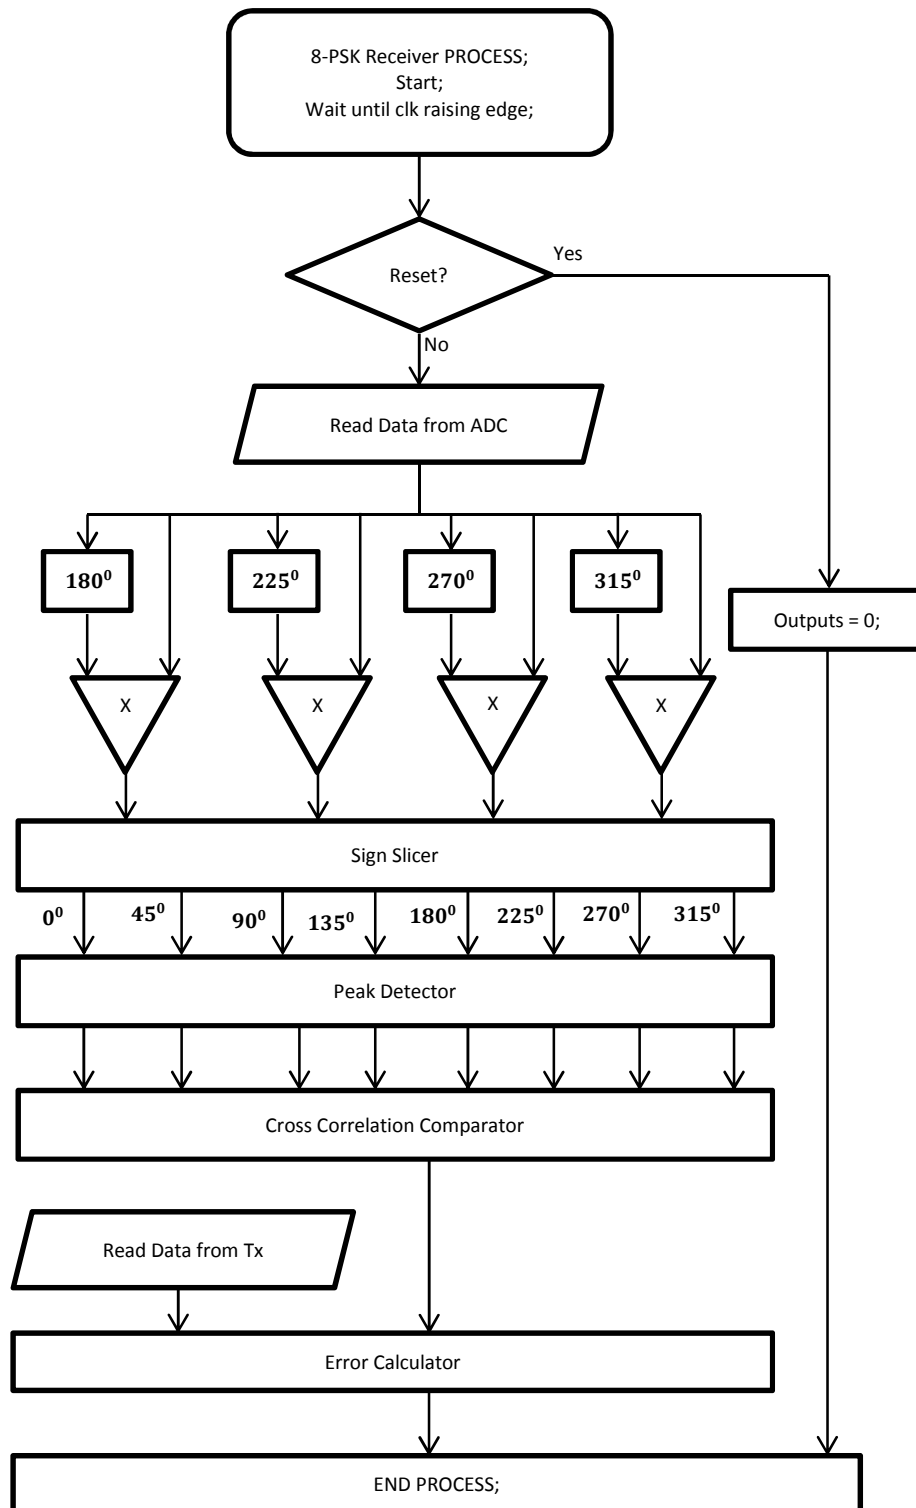 8-PSK Receiver PROCESS;
Start;
Wait until clk raising edge;
Reset?
Yes
No
Read Data from ADC
180⁰
225⁰
270⁰
315⁰
Outputs = 0;
X
X
X
X
Sign Slicer
0⁰
45⁰
90⁰
135⁰
180⁰
225⁰
270⁰
315⁰
Peak Detector
Cross Correlation Comparator
Read Data from Tx
Error Calculator
END PROCESS;